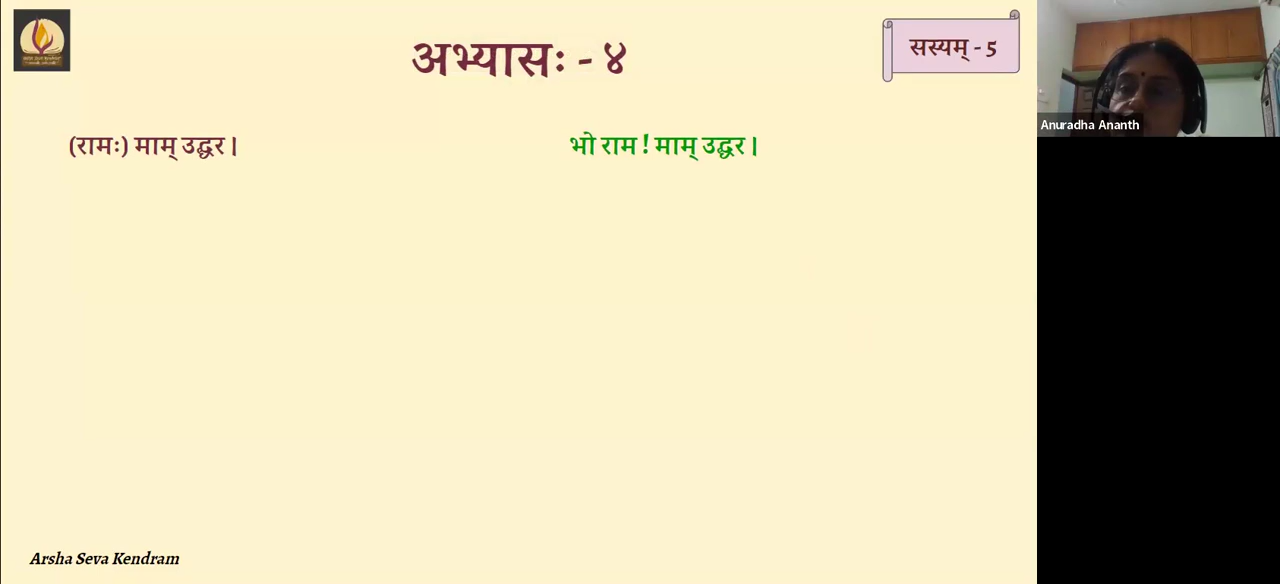 अभ्यासः - ४
सस्यम् - 5
Anuradha Ananth
(रामः) माम् उद्धर ।
भो राम ! माम् उद्धर ।
Arsha Seva Kendram